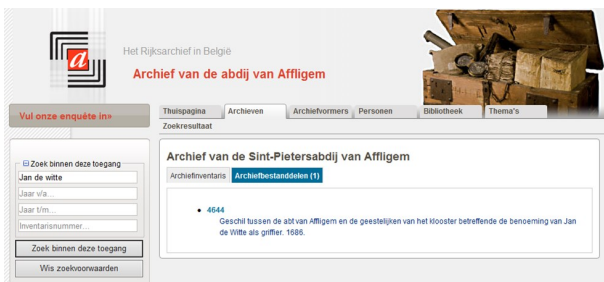 Het Rijksarchief in België
a
Archief van de abdij van Affligem
Vul onze enquête in»
Thuispagina Archieven Archiefvormers Personen Bibliotheek Thema's
Zoekresultaat
Zoek binnen deze toegang
Jan de witte
Jaar v/a...
Jaar t/m...
Inventarisnummer...
Zoek binnen deze toegang
Wis zoekvoorwaarden
Archief van de Sint-Pietersabdij van Affligem
Archiefinventaris Archiefbestanddelen (1)
4644
Geschil tussen de abt van Affligem en de geestelijken van het klooster betreffende de benoeming van Jan
de Witte als griffier. 1686.